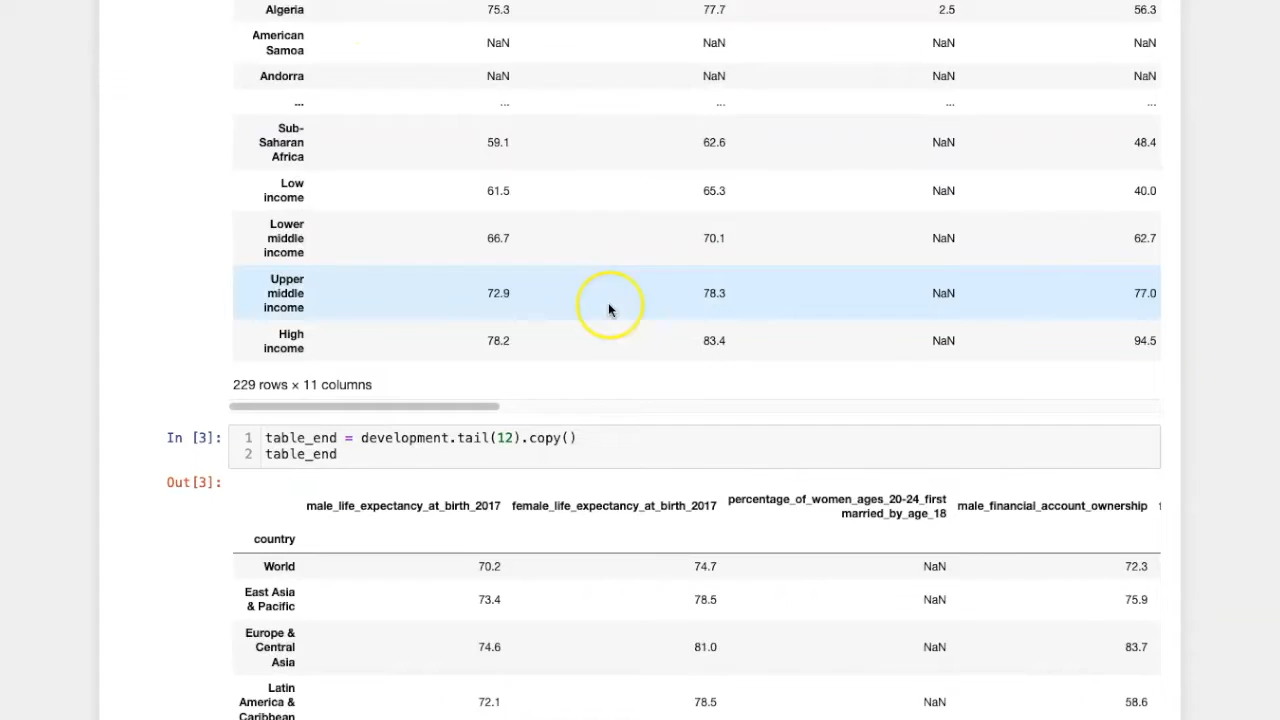 Algeria 75.3 77.7 2.5 56.3
American
Samoa NaN NaN NaN NaN
Andorra NaN NaN NaN NaN
... ... ... ... ...
Sub-
Saharan
Africa 59.1 62.6 NaN 48.4
Low
income 61.5 65.3 NaN 40.0
Lower
middle
income 66.7 70.1 NaN 62.7
Upper
middle
income 72.9 78.3 NaN 77.0
High
income 78.2 83.4 NaN 94.5
229 rows × 11 columns
In [3]: 1 table_end = development.tail(12).copy()
2 table_end
Out[3]:
male_life_expectancy_at_birth_2017 female_life_expectancy_at_birth_2017 percentage_of_women_ages_20-24_first
married_by_age_18 male_financial_account_ownership
country
World 70.2 74.7 NaN 72.3
East Asia
& Pacific 73.4 78.5 NaN 75.9
Europe &
Central
Asia 74.6 81.0 NaN 83.7
Latin
America &
Caribbean 72.1 78.5 NaN 58.6